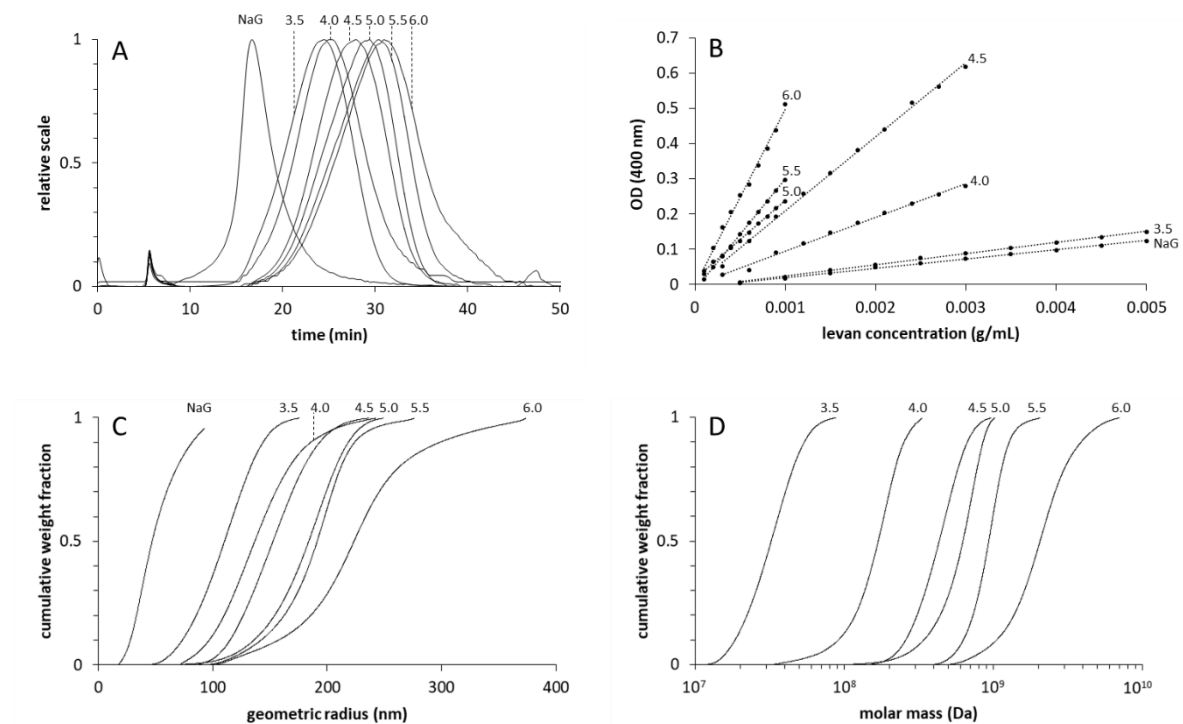 NaG 3.5 4.0 4.5 5.0 5.5 6.0
A
1
0.5
0
relative scale
0 10 20 30 40 50
time (min)
B
0.7
0.6
0.5
0.4
0.3
0.2
0.1
0
OD (400 nm)
6.0
4.5
5.5
5.0
4.0
3.5
NaG
0 0.001 0.002 0.003 0.004 0.005
levan concentration (g/mL)
NaG 3.5 4.0 4.5 5.0 5.5 6.0
C
1
0.5
0
cumulative weight fraction
0 100 200 300 400
geometric radius (nm)
3.5 4.0 4.5 5.0 5.5 6.0
D
1
0.5
0
cumulative weight fraction
10⁷ 10⁸ 10⁹ 10¹⁰
molar mass (Da)